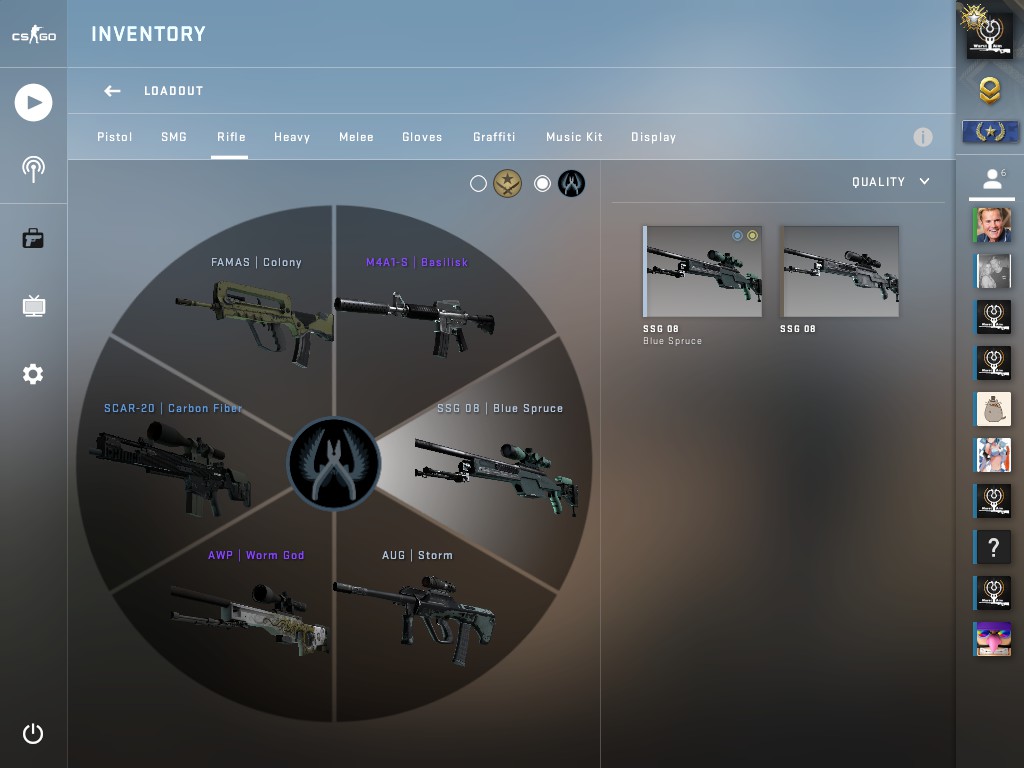 CS GO
INVENTORY
LOADOUT
Pistol SMG Rifle Heavy Melee Gloves Graffiti Music Kit Display
QUALITY
6
FAMAS | Colony
M4A1-S | Basilisk
SCAR-20 | Carbon Fiber
SSG 08 | Blue Spruce
AWP | Worm God
AUG | Storm
SSG 08
Blue Spruce
SSG 08
?